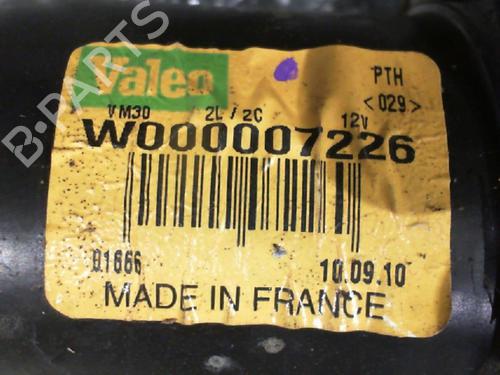 Valeo
PTH
<029>
VM30 2L / 2C 12V
W000007226
01666 10.09.10
MADE IN FRANCE
B-PARTS